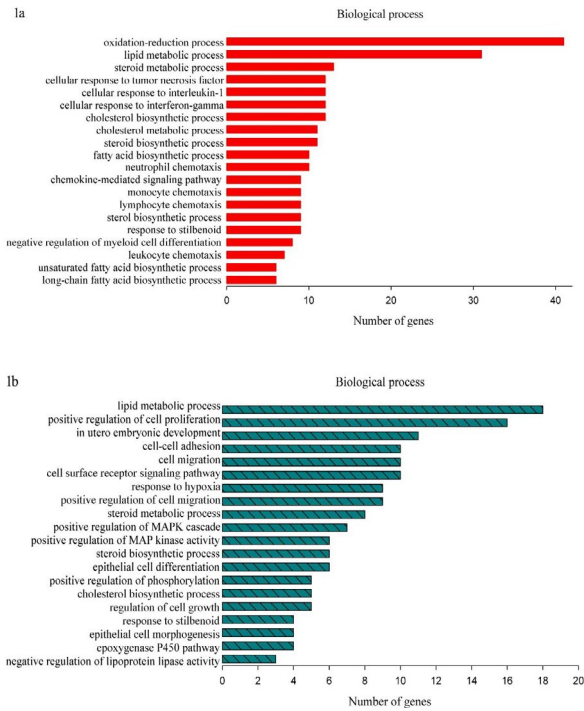 1a
Biological process
oxidation-reduction process
lipid metabolic process
steroid metabolic process
cellular response to tumor necrosis factor
cellular response to interleukin-1
cellular response to interferon-gamma
cholesterol biosynthetic process
cholesterol metabolic process
steroid biosynthetic process
fatty acid biosynthetic process
neutrophil chemotaxis
chemokine-mediated signaling pathway
monocyte chemotaxis
lymphocyte chemotaxis
sterol biosynthetic process
response to stilbenoid
negative regulation of myeloid cell differentiation
leukocyte chemotaxis
unsaturated fatty acid biosynthetic process
long-chain fatty acid biosynthetic process
0 10 20 30 40
Number of genes
1b
Biological process
lipid metabolic process
positive regulation of cell proliferation
in utero embryonic development
cell-cell adhesion
cell migration
cell surface receptor signaling pathway
response to hypoxia
positive regulation of cell migration
steroid metabolic process
positive regulation of MAPK cascade
positive regulation of MAP kinase activity
steroid biosynthetic process
epithelial cell differentiation
positive regulation of phosphorylation
cholesterol biosynthetic process
regulation of cell growth
response to stilbenoid
epithelial cell morphogenesis
epoxygenase P450 pathway
negative regulation of lipoprotein lipase activity
0 2 4 6 8 10 12 14 16 18 20
Number of genes